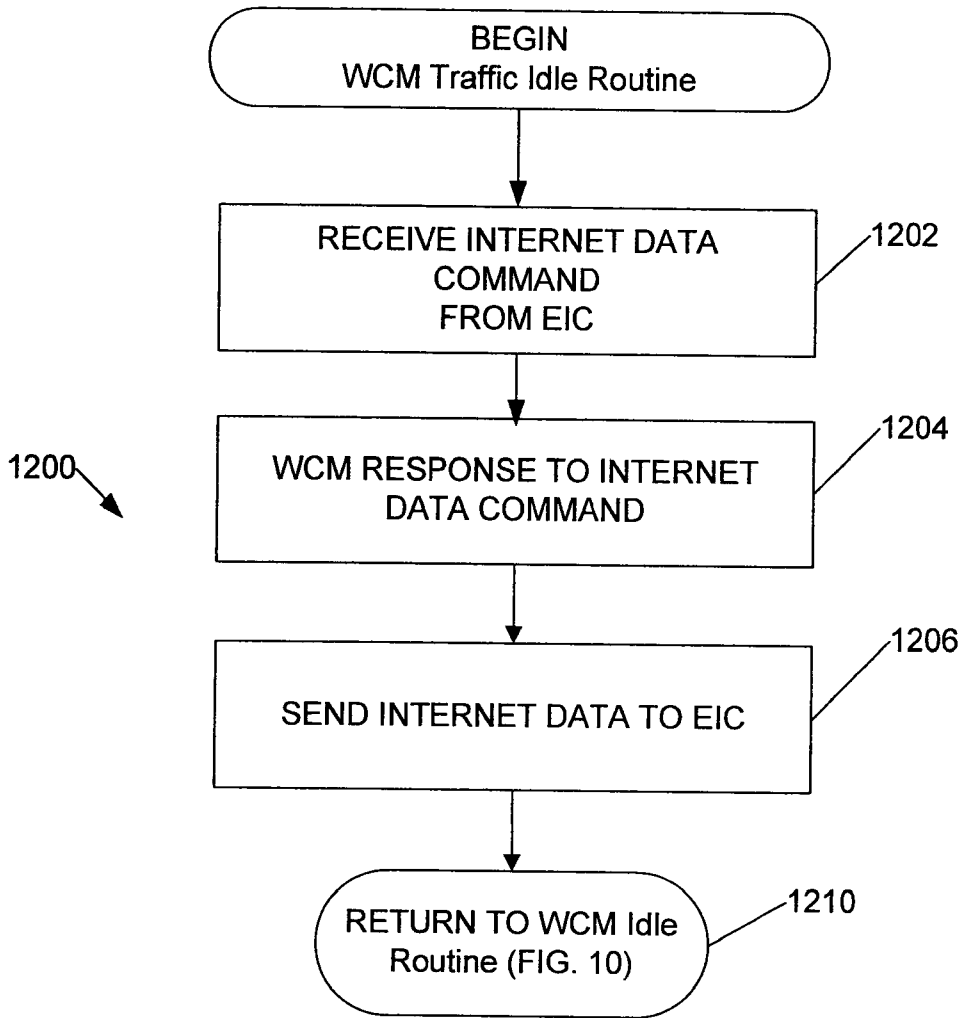 BEGIN
WCM Traffic Idle Routine
RECEIVE INTERNET DATA
COMMAND
FROM EIC
1202
WCM RESPONSE TO INTERNET
DATA COMMAND
1204
1200
SEND INTERNET DATA TO EIC
1206
RETURN TO WCM Idle
Routine (FIG. 10)
1210